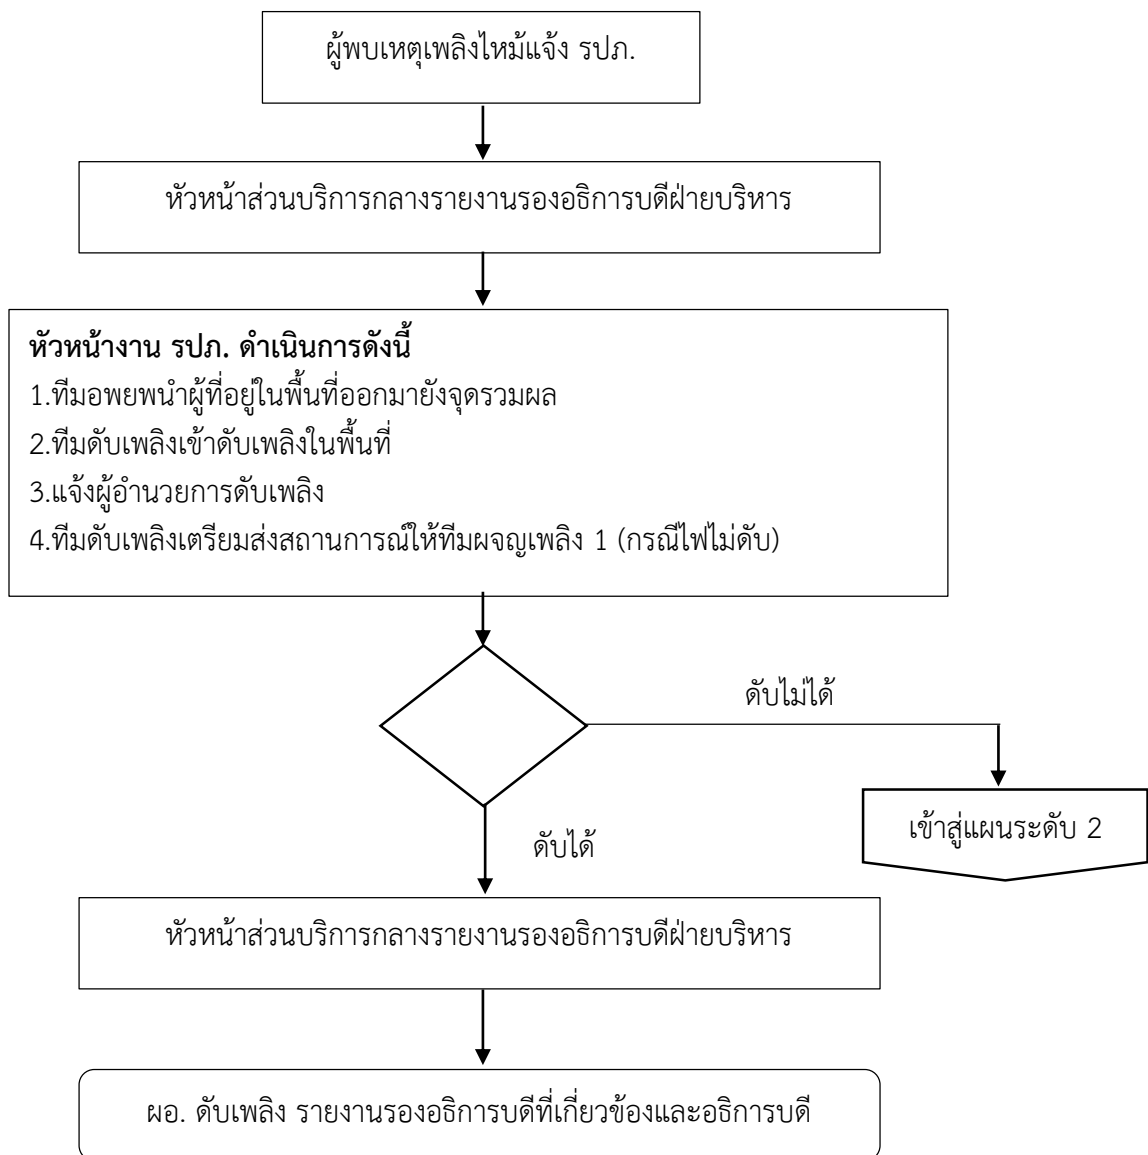 ผู้พบเหตุเพลิงไหม้แจ้ง รปภ.
หัวหน้าส่วนบริการกลางรายงานรองอธิการบดีฝ่ายบริหาร
หัวหน้างาน รปภ. ดำเนินการดังนี้
1.ทีมอพยพนำผู้ที่อยู่ในพื้นที่ออกมายังจุดรวมผล
2.ทีมดับเพลิงเข้าดับเพลิงในพื้นที่
3.แจ้งผู้อำนวยการดับเพลิง
4.ทีมดับเพลิงเตรียมส่งสถานการณ์ให้ทีมผจญเพลิง 1 (กรณีไฟไม่ดับ)
ดับไม่ได้
เข้าสู่แผนระดับ 2
ดับได้
หัวหน้าส่วนบริการกลางรายงานรองอธิการบดีฝ่ายบริหาร
ผอ. ดับเพลิง รายงานรองอธิการบดีที่เกี่ยวข้องและอธิการบดี